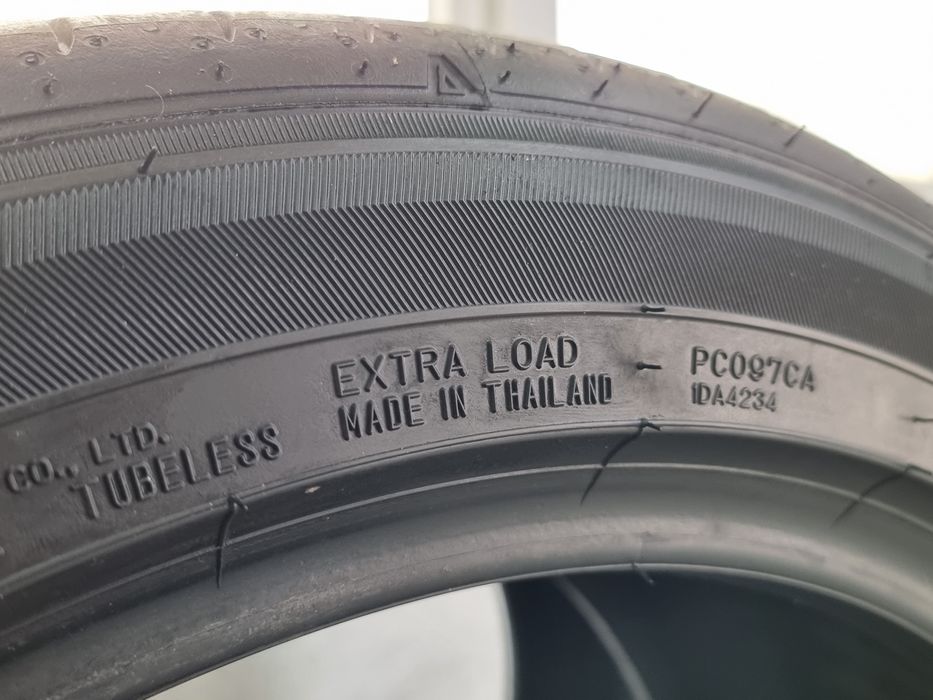 CO., LTD.
TUBELESS
EXTRA LOAD
MADE IN THAILAND
PC097CA
1DA4234